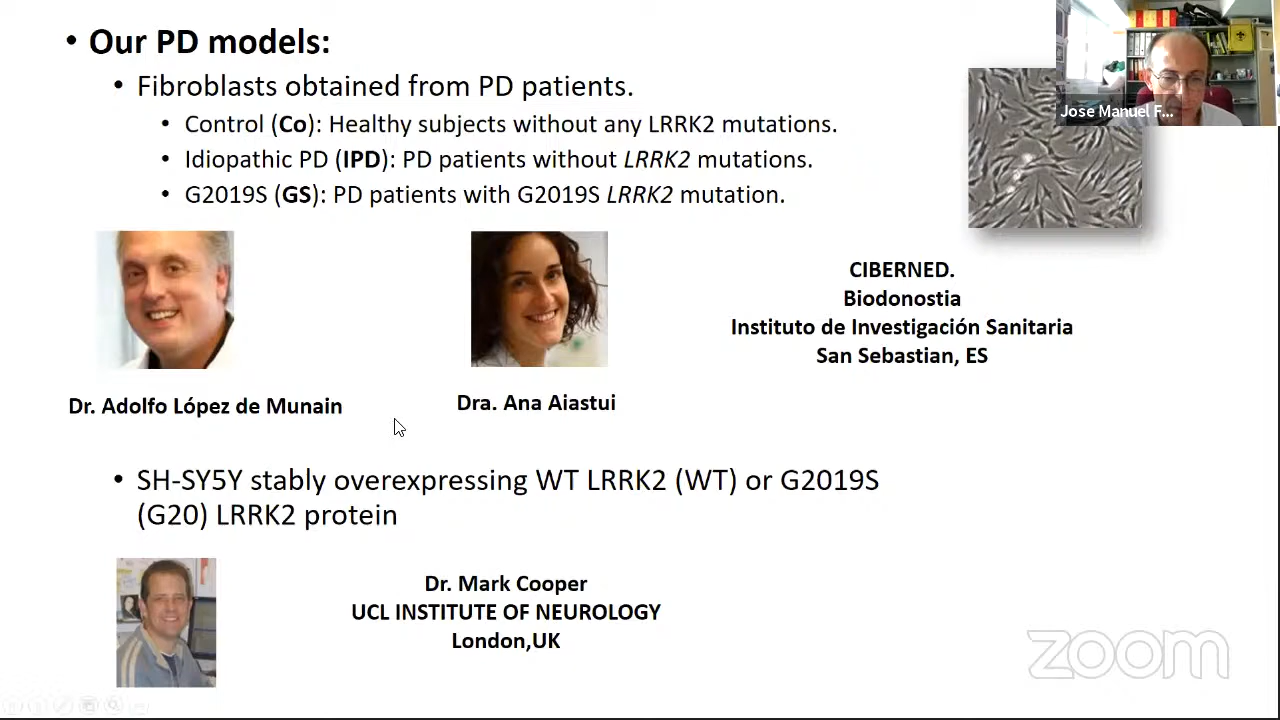 • Our PD models:
• Fibroblasts obtained from PD patients.
• Control (Co): Healthy subjects without any LRRK2 mutations.
• Idiopathic PD (IPD): PD patients without LRRK2 mutations.
• G2019S (GS): PD patients with G2019S LRRK2 mutation.
Jose Manuel F...
CIBERNED.
Biodonostia
Instituto de Investigación Sanitaria
San Sebastian, ES
Dr. Adolfo López de Munain
Dra. Ana Aiastui
• SH-SY5Y stably overexpressing WT LRRK2 (WT) or G2019S
(G20) LRRK2 protein
Dr. Mark Cooper
UCL INSTITUTE OF NEUROLOGY
London,UK
zoom